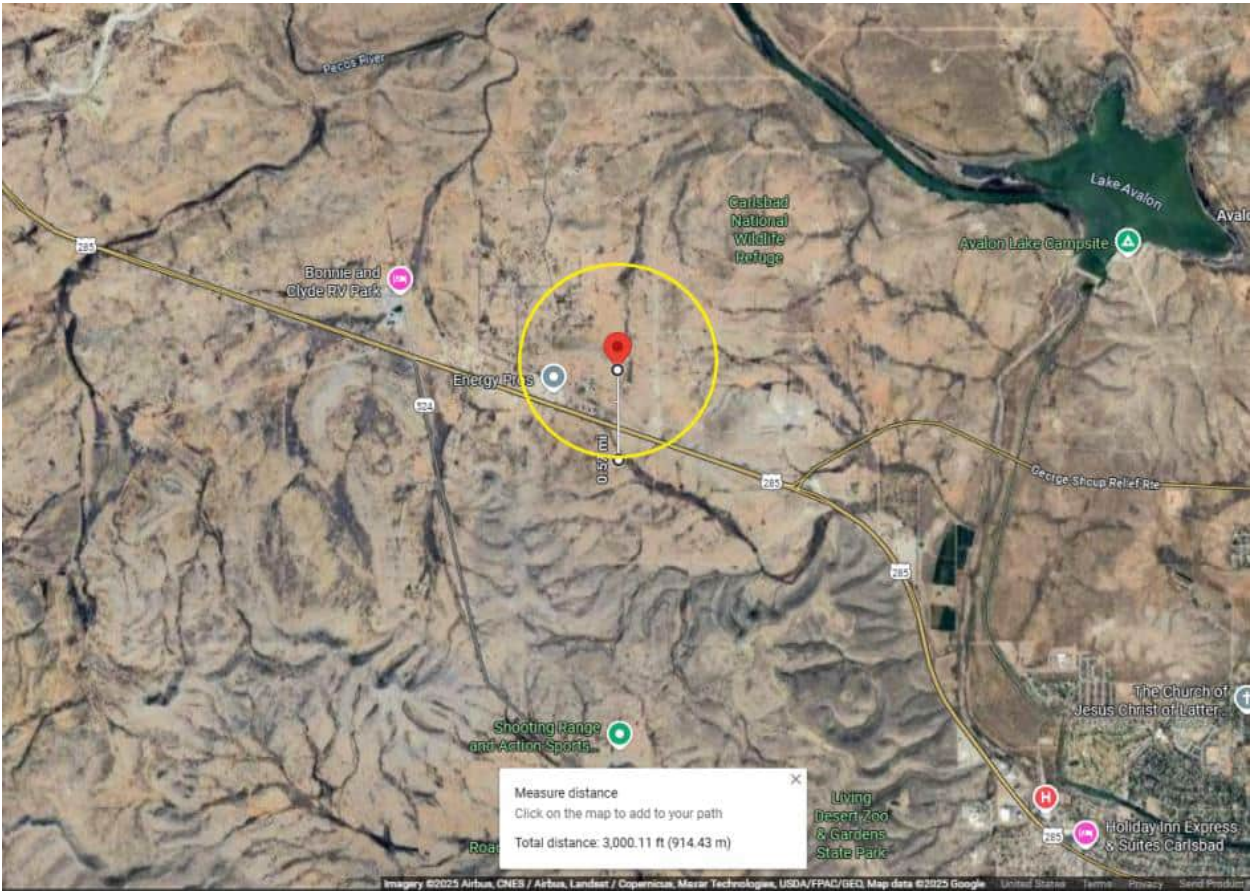 Pecos River
Lake Avalon
Carlsbad
National
Wildlife
Refuge
Avalon Lake Campsite
285
Bonnie and
Clyde RV Park
Energy Pros
524
0.57 mi
285
George Shoup Relief Rte
285
The Church of
Jesus Christ of Latter...
Shooting Range
and Action Sports...
H
Living
Desert Zoo
& Gardens
State Park
285
Holiday Inn Express
& Suites Carlsbad
Measure distance
Click on the map to add to your path
Total distance: 3,000.11 ft (914.43 m)
Imagery ©2025 Airbus, CNES / Airbus, Landsat / Copernicus, Maxar Technologies, USDA/FPAC/GEO, Map data ©2025 Google United States Terms Privacy